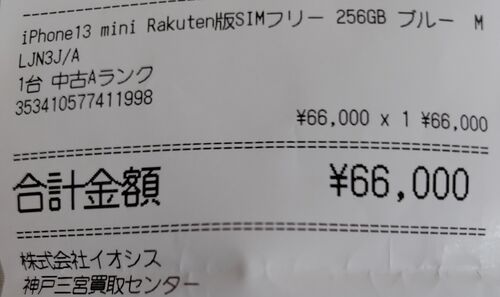 iPhone13 mini Rakuten版SIMフリー 256GB ブルー M
LJN3J/A
1台 中古Aランク
353410577411998
¥66,000 x 1 ¥66,000
合計金額 ¥66,000
株式会社イオシス
神戸三宮買取センター